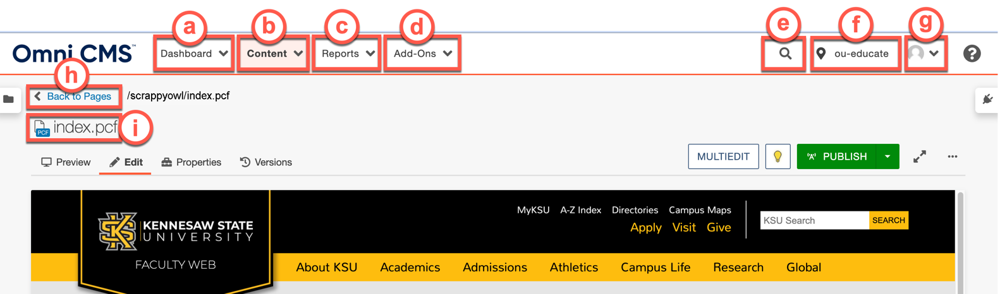 a b c d e f g
Omni CMS™ Dashboard Content Reports Add-Ons ou-educate ?
h
Back to Pages /scrappyowl/index.pcf
PCF index.pcf i
Preview Edit Properties Versions MULTIEDIT PUBLISH ...
MyKSU A-Z Index Directories Campus Maps
Apply Visit Give
KSU Search SEARCH
KS KENNESAW STATE
UNIVERSITY
FACULTY WEB
About KSU Academics Admissions Athletics Campus Life Research Global